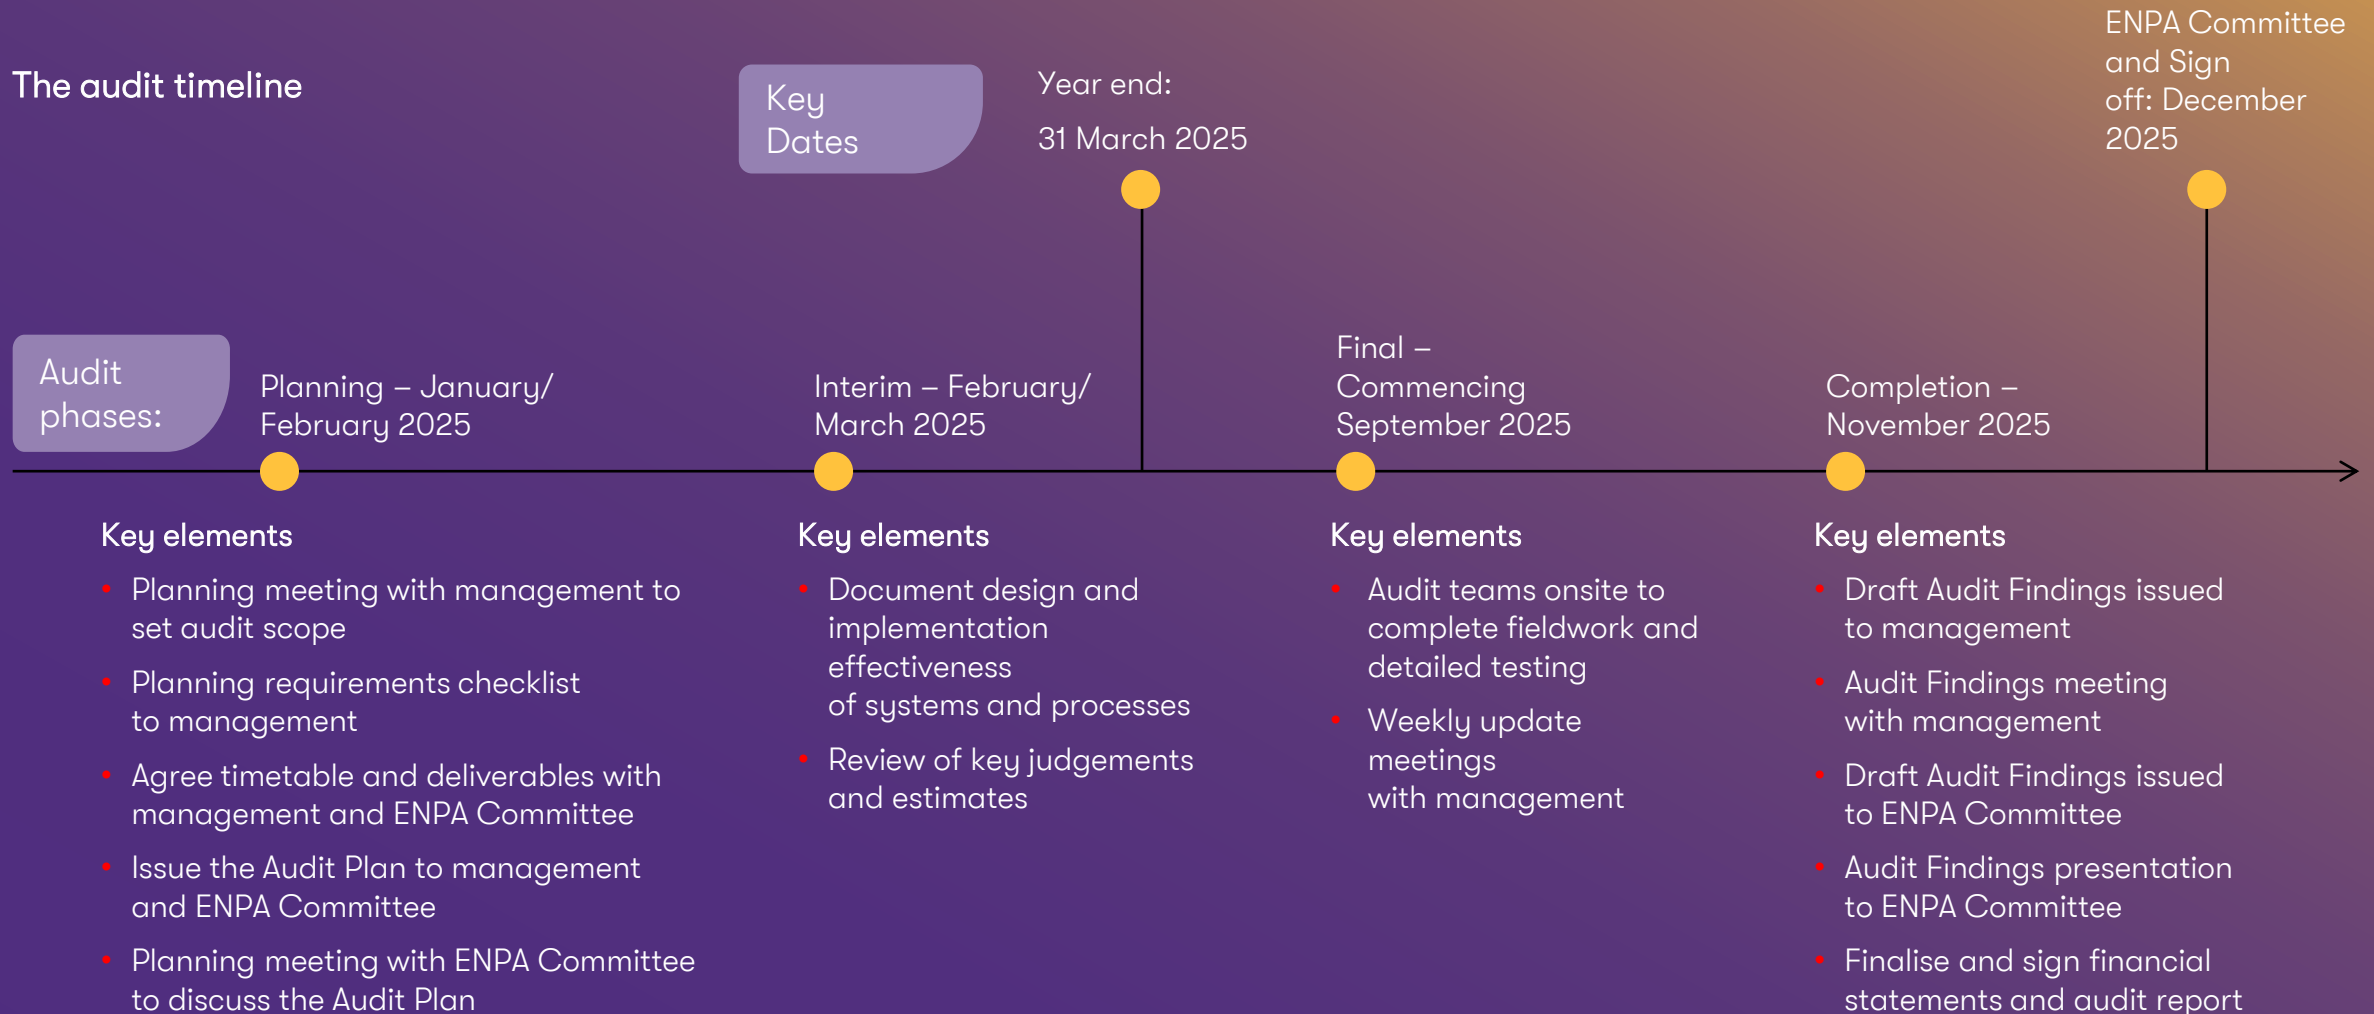 The audit timeline
Key
Dates
Year end:
31 March 2025
ENPA Committee
and Sign
off: December
2025
Audit
phases:
Planning – January/
February 2025
Interim – February/
March 2025
Final –
Commencing
September 2025
Completion –
November 2025
Key elements
• Planning meeting with management to
set audit scope
• Planning requirements checklist
to management
• Agree timetable and deliverables with
management and ENPA Committee
• Issue the Audit Plan to management
and ENPA Committee
• Planning meeting with ENPA Committee
to discuss the Audit Plan
Key elements
• Document design and
implementation
effectiveness
of systems and processes
• Review of key judgements
and estimates
Key elements
• Audit teams onsite to
complete fieldwork and
detailed testing
• Weekly update
meetings
with management
Key elements
• Draft Audit Findings issued
to management
• Audit Findings meeting
with management
• Draft Audit Findings issued
to ENPA Committee
• Audit Findings presentation
to ENPA Committee
• Finalise and sign financial
statements and audit report